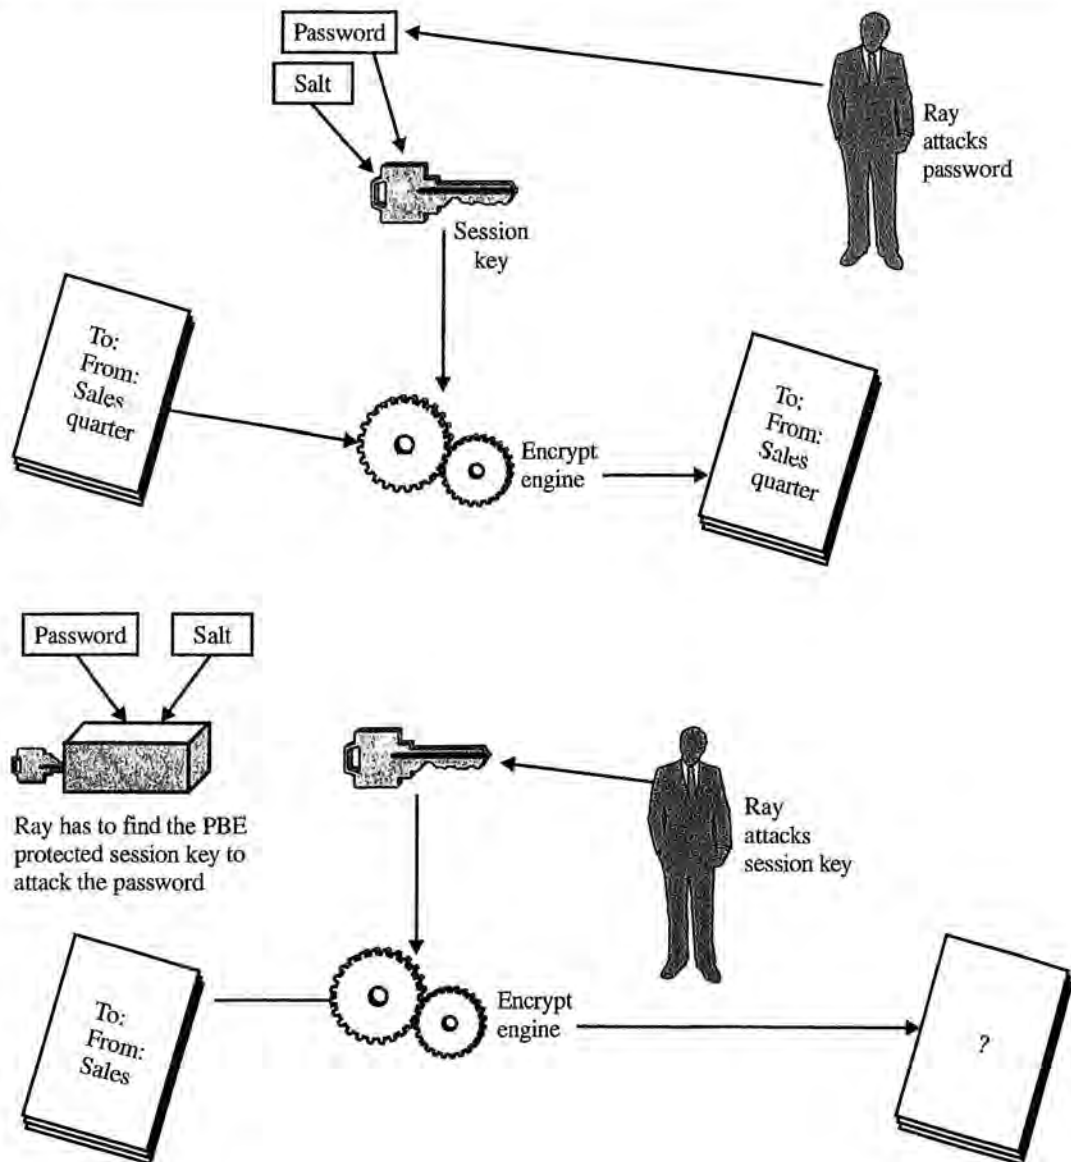 Password
Salt
Ray
attacks
password
Session
key
To:
From:
Sales
quarter
Encrypt
engine
To:
From:
Sales
quarter
Password
Salt
Ray has to find the PBE
protected session key to
attack the password
Ray
attacks
session key
To:
From:
Sales
Encrypt
engine
?